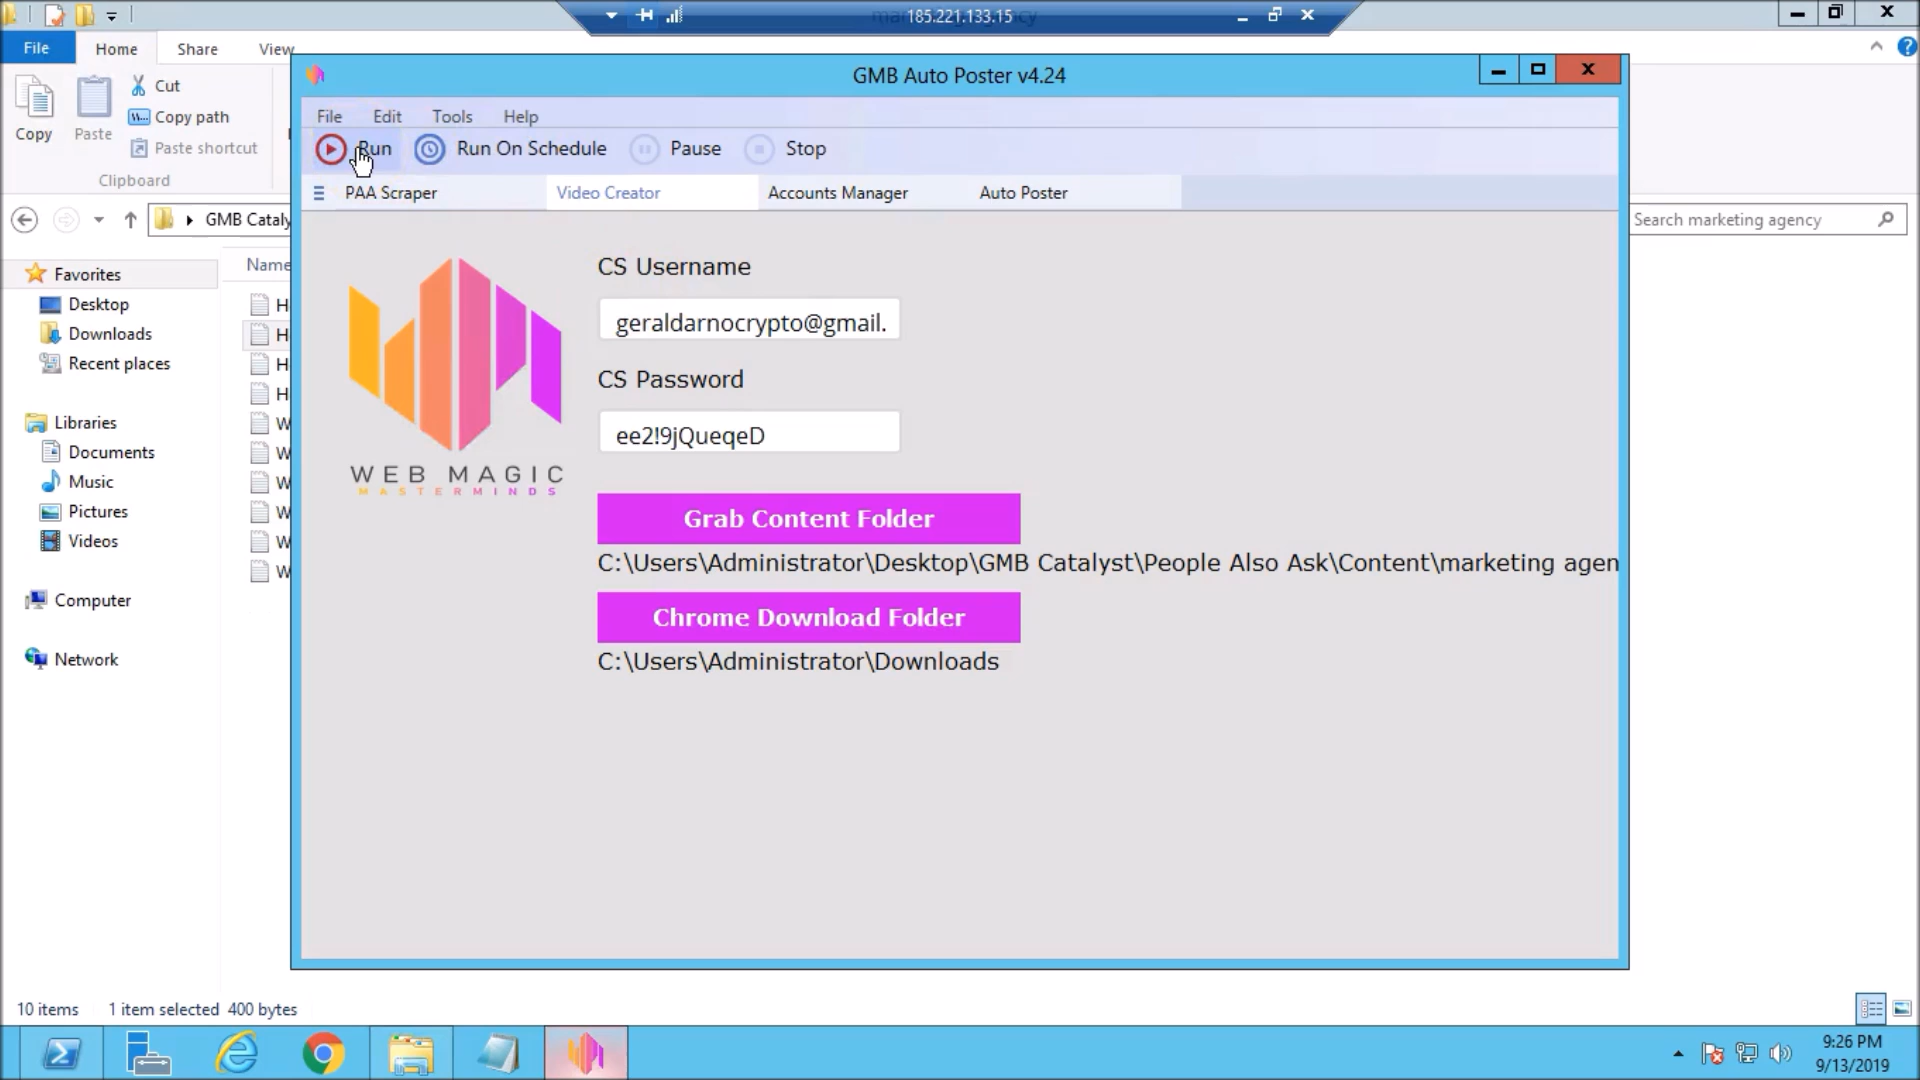 185.221.133.15
File Home Share View
Cut
Copy path
Paste shortcut
Copy Paste
Clipboard
GMB Auto Poster v4.24
File Edit Tools Help
Run Run On Schedule Pause Stop
PAA Scraper Video Creator Accounts Manager Auto Poster
GMB Cataly
Search marketing agency
Name
Favorites
Desktop
Downloads
Recent places
Libraries
Documents
Music
Pictures
Videos
Computer
Network
H
H
H
H
W
W
W
W
W
W
WEB MAGIC
MASTERMINDS
CS Username
geraldarnocrypto@gmail.
CS Password
ee2!9jQueqeD
Grab Content Folder
C:\Users\Administrator\Desktop\GMB Catalyst\People Also Ask\Content\marketing agen
Chrome Download Folder
C:\Users\Administrator\Downloads
10 items 1 item selected 400 bytes
9:26 PM
9/13/2019